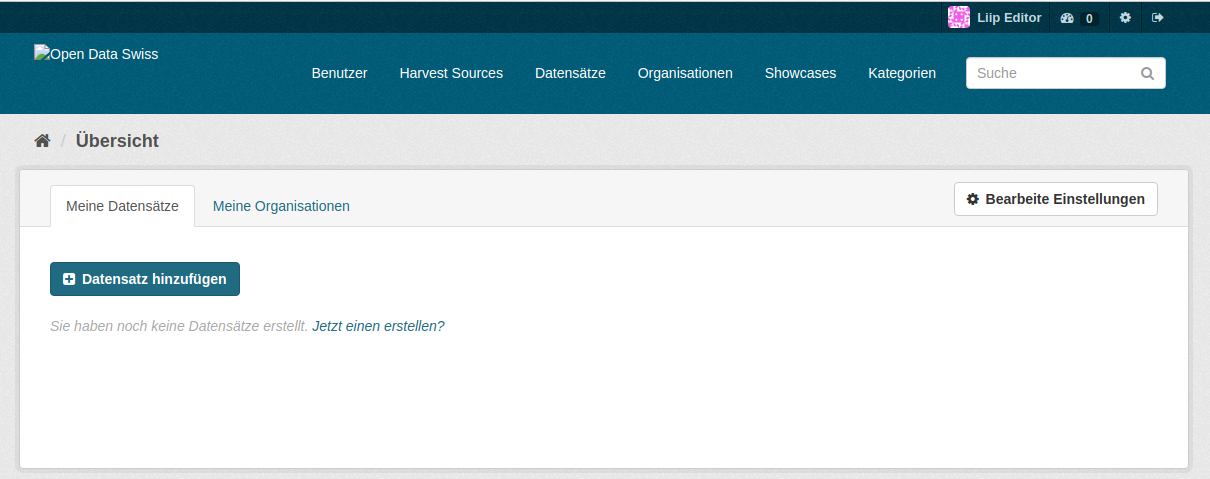 Liip Editor 0
Open Data Swiss
Benutzer Harvest Sources Datensätze Organisationen Showcases Kategorien Suche
/ Übersicht
Meine Datensätze Meine Organisationen Bearbeite Einstellungen
Datensatz hinzufügen
Sie haben noch keine Datensätze erstellt. Jetzt einen erstellen?